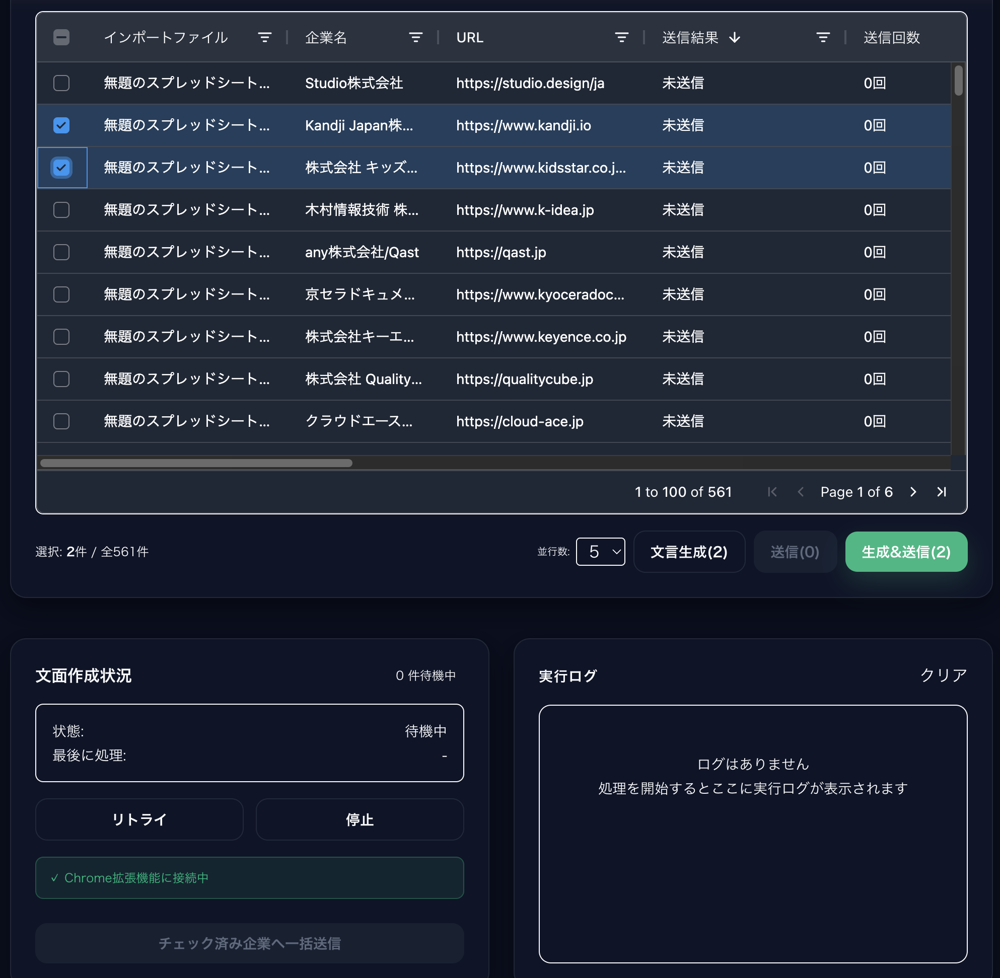 インポートファイル 企業名 URL 送信結果 送信回数
無題のスプレッドシート... Studio株式会社 https://studio.design/ja 未送信 0回
無題のスプレッドシート... Kandji Japan株... https://www.kandji.io 未送信 0回
無題のスプレッドシート... 株式会社 キッズ... https://www.kidsstar.co.j... 未送信 0回
無題のスプレッドシート... 木村情報技術 株... https://www.k-idea.jp 未送信 0回
無題のスプレッドシート... any株式会社/Qast https://qast.jp 未送信 0回
無題のスプレッドシート... 京セラドキュメ... https://www.kyoceradoc... 未送信 0回
無題のスプレッドシート... 株式会社キーエ... https://www.keyence.co.jp 未送信 0回
無題のスプレッドシート... 株式会社 Quality... https://qualitycube.jp 未送信 0回
無題のスプレッドシート... クラウドエース... https://cloud-ace.jp 未送信 0回
1 to 100 of 561 Page 1 of 6
選択: 2件 / 全561件 並行数: 5 文言生成(2) 送信(0) 生成&送信(2)
文面作成状況 0 件待機中
状態: 待機中
最後に処理: -
リトライ 停止
✓ Chrome拡張機能に接続中
チェック済み企業へ一括送信
実行ログ クリア
ログはありません
処理を開始するとここに実行ログが表示されます